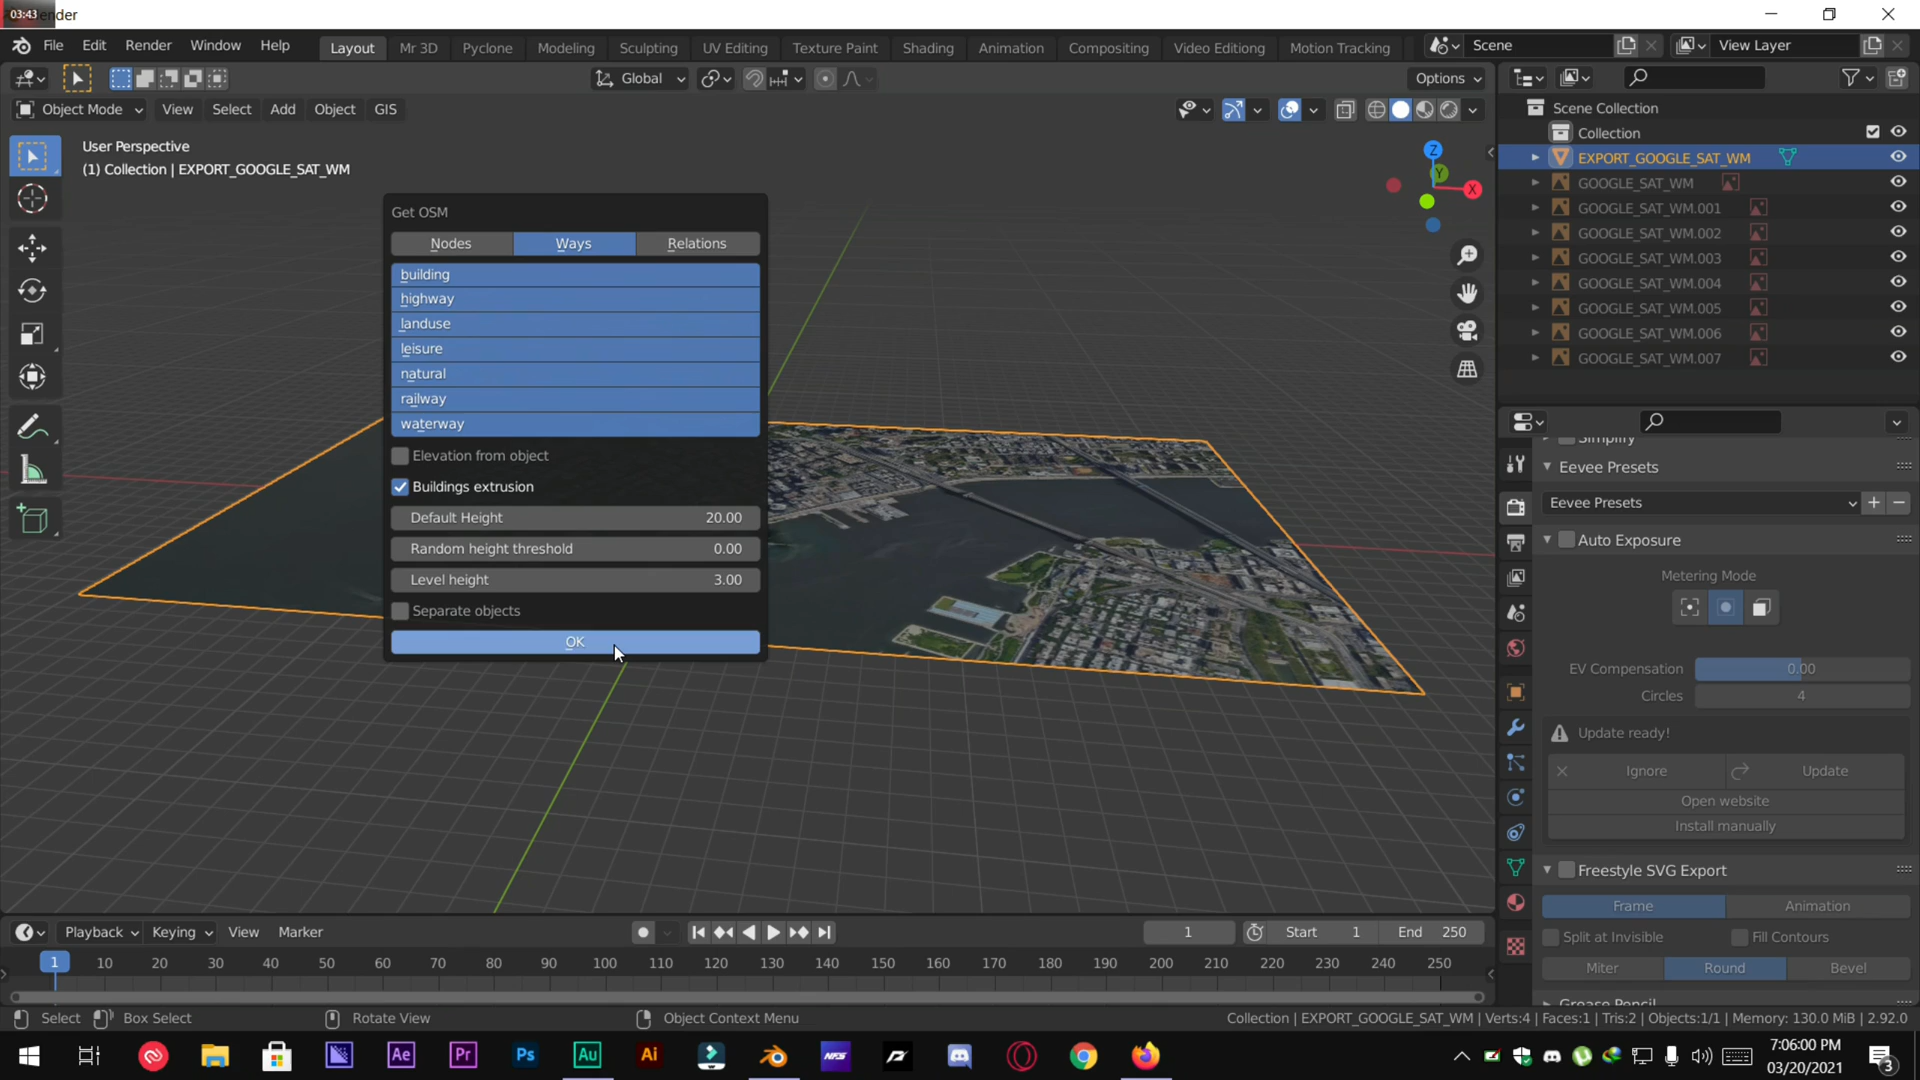 03:43
ender
File Edit Render Window Help
Layout Mr 3D Pyclone Modeling Sculpting UV Editing Texture Paint Shading Animation Compositing Video Editing Motion Tracking
Scene
View Layer
Global
Options
Object Mode View Select Add Object GIS
User Perspective
(1) Collection | EXPORT_GOOGLE_SAT_WM
Z
Y
X
Get OSM
Nodes Ways Relations
building
highway
landuse
leisure
natural
railway
waterway
Elevation from object
Buildings extrusion
Default Height 20.00
Random height threshold 0.00
Level height 3.00
Separate objects
OK
Scene Collection
Collection
EXPORT_GOOGLE_SAT_WM
GOOGLE_SAT_WM
GOOGLE_SAT_WM.001
GOOGLE_SAT_WM.002
GOOGLE_SAT_WM.003
GOOGLE_SAT_WM.004
GOOGLE_SAT_WM.005
GOOGLE_SAT_WM.006
GOOGLE_SAT_WM.007
Simplify
Eevee Presets
Eevee Presets
Auto Exposure
Metering Mode
EV Compensation 0.00
Circles 4
Update ready!
Ignore Update
Open website
Install manually
Freestyle SVG Export
Frame Animation
Split at Invisible Fill Contours
Miter Round Bevel
Grease Pencil
Playback Keying View Marker
1 Start 1 End 250
1 10 20 30 40 50 60 70 80 90 100 110 120 130 140 150 160 170 180 190 200 210 220 230 240 250
Select Box Select Rotate View Object Context Menu
Collection | EXPORT_GOOGLE_SAT_WM | Verts:4 | Faces:1 | Tris:2 | Objects:1/1 | Memory: 130.0 MiB | 2.92.0
Ae Pr Ps Au Ai NFS
7:06:00 PM
03/20/2021
3